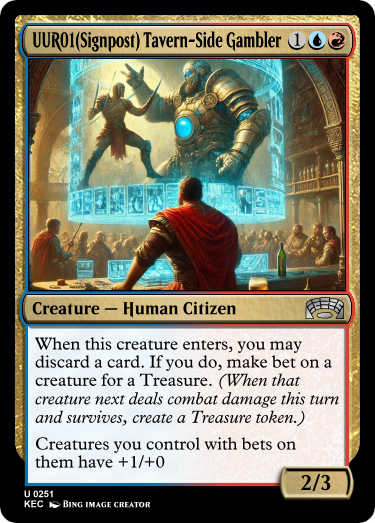 UUR01(Signpost) Tavern-Side Gambler 1
Creature — Human Citizen
When this creature enters, you may
discard a card. If you do, make bet on a
creature for a Treasure. (When that
creature next deals combat damage this turn
and survives, create a Treasure token.)
Creatures you control with bets on
them have +1/+0
2/3
U 0251
KEC Bing Image Creator